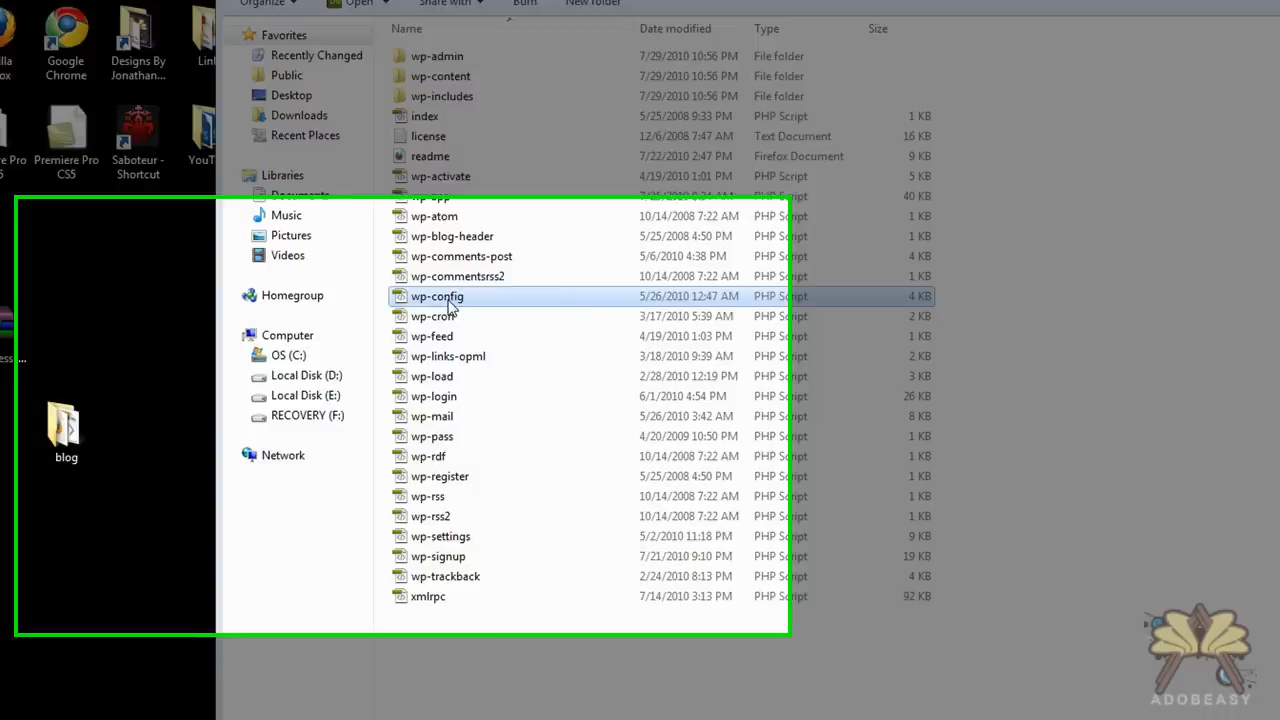 Organize Open Share with Burn New folder
Google Chrome
Designs By Jonathan...
Premiere Pro CS5
Saboteur - Shortcut
blog
Favorites
Recently Changed
Public
Desktop
Downloads
Recent Places
Libraries
Documents
Music
Pictures
Videos
Homegroup
Computer
OS (C:)
Local Disk (D:)
Local Disk (E:)
RECOVERY (F:)
Network
Name Date modified Type Size
wp-admin 7/29/2010 10:56 PM File folder
wp-content 7/29/2010 10:56 PM File folder
wp-includes 7/29/2010 10:56 PM File folder
index 5/25/2008 9:33 PM PHP Script 1 KB
license 12/6/2008 7:47 AM Text Document 16 KB
readme 7/22/2010 2:47 PM Firefox Document 9 KB
wp-activate 4/19/2010 1:01 PM PHP Script 5 KB
wp-app PHP Script 40 KB
wp-atom 10/14/2008 7:22 AM PHP Script 1 KB
wp-blog-header 5/25/2008 4:50 PM PHP Script 1 KB
wp-comments-post 5/6/2010 4:38 PM PHP Script 4 KB
wp-commentsrss2 10/14/2008 7:22 AM PHP Script 1 KB
wp-config 5/26/2010 12:47 AM PHP Script 4 KB
wp-cron 3/17/2010 5:39 AM PHP Script 2 KB
wp-feed PHP Script 1 KB
wp-links-opml 3/18/2010 9:23 PM PHP Script 2 KB
wp-load 2/28/2010 12:19 PM PHP Script 3 KB
wp-login 6/1/2010 4:54 PM PHP Script 26 KB
wp-mail 5/26/2010 3:42 AM PHP Script 8 KB
wp-pass 4/20/2009 10:50 PM PHP Script 1 KB
wp-rdf 10/14/2008 7:22 AM PHP Script 1 KB
wp-register 5/25/2008 4:50 PM PHP Script 1 KB
wp-rss 10/14/2008 7:22 AM PHP Script 1 KB
wp-rss2 10/14/2008 7:22 AM PHP Script 1 KB
wp-settings 5/2/2010 11:18 PM PHP Script 9 KB
wp-signup 7/21/2010 9:10 PM PHP Script 19 KB
wp-trackback 2/24/2010 8:13 PM PHP Script 4 KB
xmlrpc 7/14/2010 3:13 PM PHP Script 92 KB
ADOBEASY